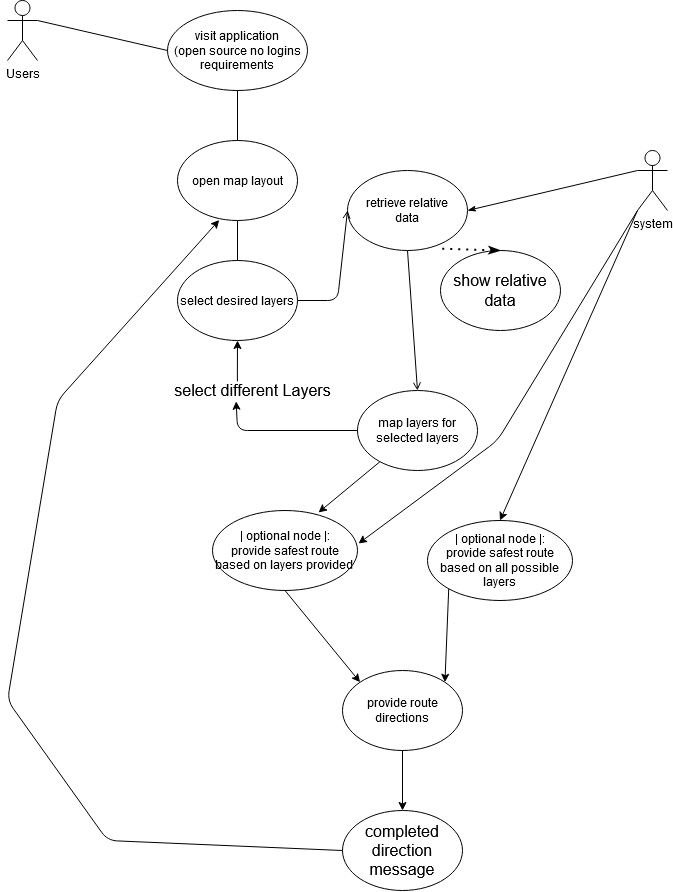 visit application
(open source no logins
requirements
Users
open map layout
retrieve relative
data
system
select desired layers
show relative
data
select different Layers
map layers for
selected layers
| optional node |:
provide safest route
based on layers provided
| optional node |:
provide safest route
based on all possible
layers
provide route
directions
completed
direction
message